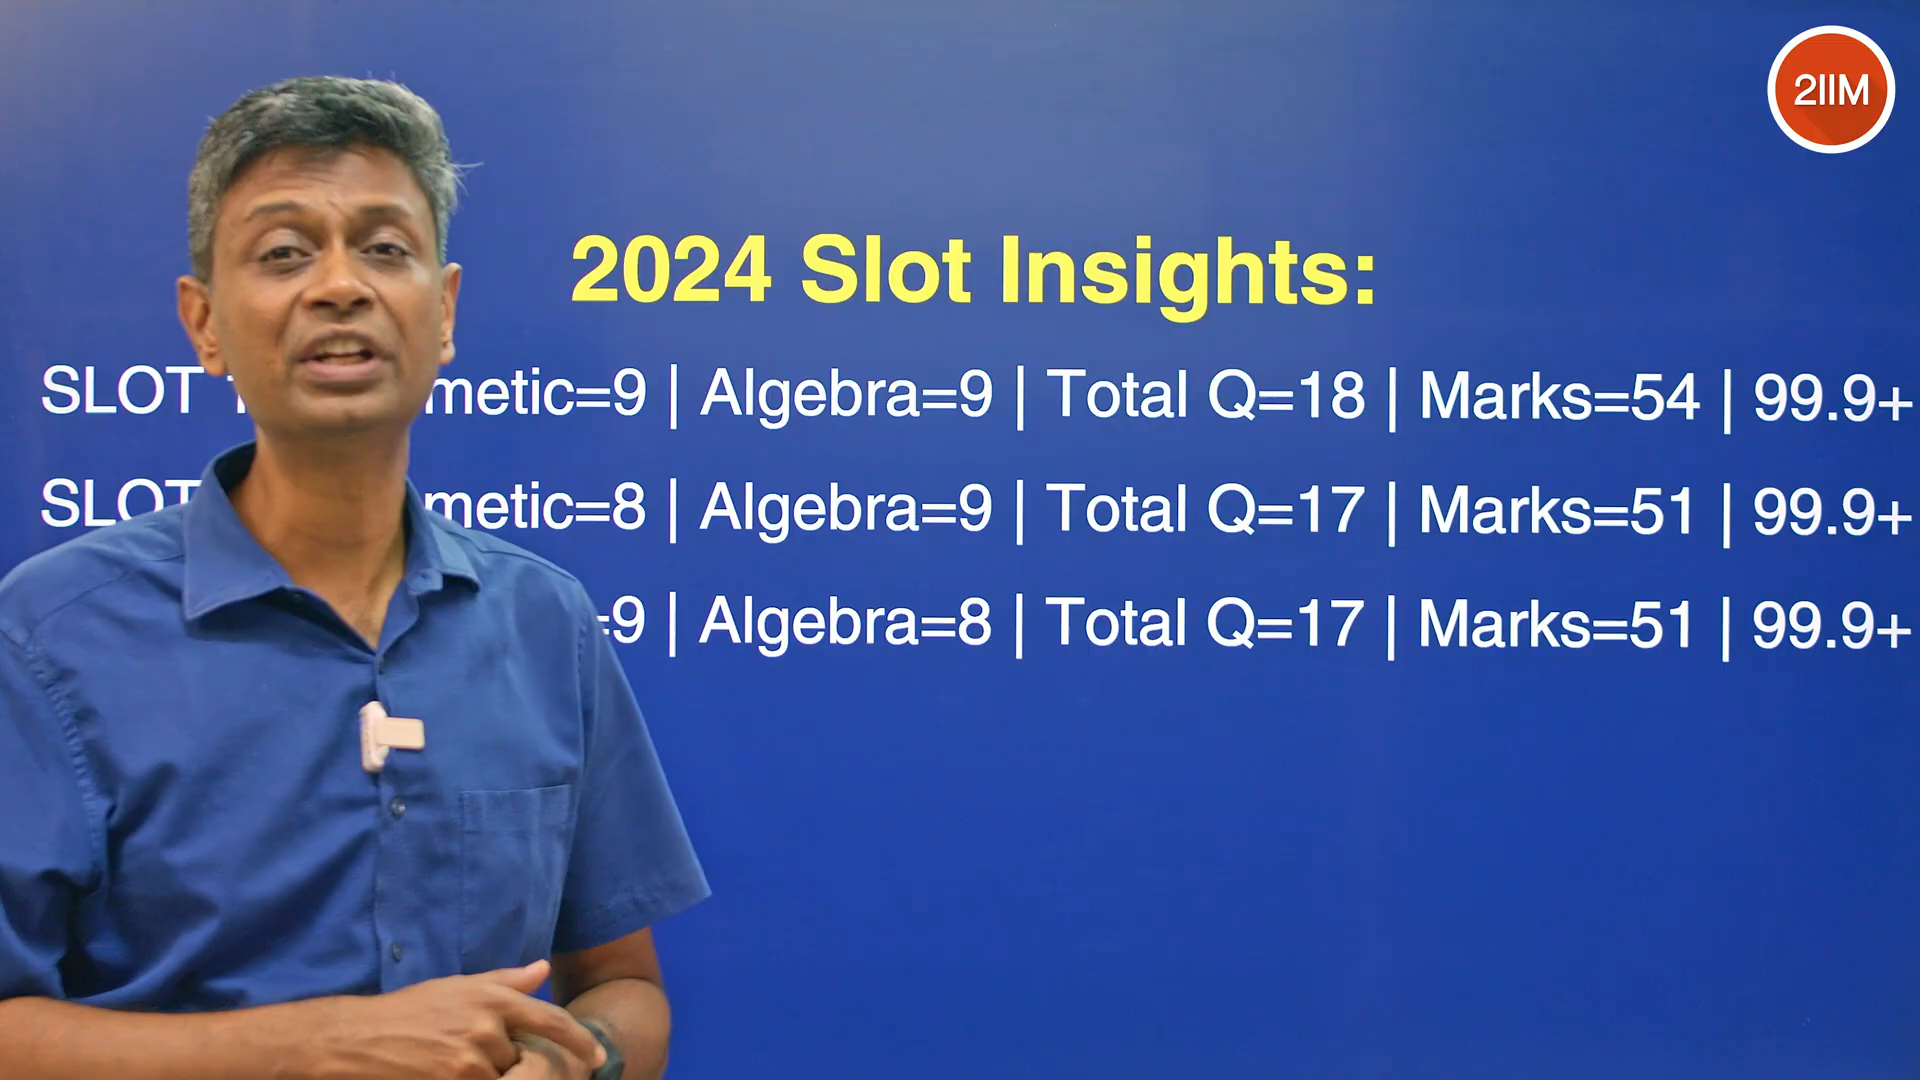 2IIM
2024 Slot Insights:
SLOT metic=9 | Algebra=9 | Total Q=18 | Marks=54 | 99.9+
SLOT metic=8 | Algebra=9 | Total Q=17 | Marks=51 | 99.9+
=9 | Algebra=8 | Total Q=17 | Marks=51 | 99.9+